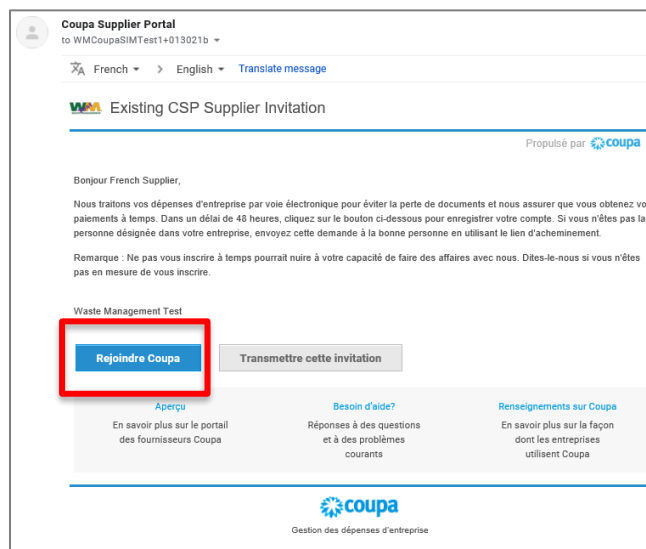 Coupa Supplier Portal
to WMCoupaSIMTest1+013021b
French > English Translate message
WM Existing CSP Supplier Invitation
Propulsé par coupa
Bonjour French Supplier,
Nous traitons vos dépenses d'entreprise par voie électronique pour éviter la perte de documents et nous assurer que vous obtenez vo
paiements à temps. Dans un délai de 48 heures, cliquez sur le bouton ci-dessous pour enregistrer votre compte. Si vous n'êtes pas la
personne désignée dans votre entreprise, envoyez cette demande à la bonne personne en utilisant le lien d'acheminement.
Remarque : Ne pas vous inscrire à temps pourrait nuire à votre capacité de faire des affaires avec nous. Dites-le-nous si vous n'êtes
pas en mesure de vous inscrire.
Waste Management Test
Rejoindre Coupa
Transmettre cette invitation
Aperçu
En savoir plus sur le portail
des fournisseurs Coupa
Besoin d'aide?
Réponses à des questions
et à des problèmes
courants
Renseignements sur Coupa
En savoir plus sur la façon
dont les entreprises
utilisent Coupa
coupa
Gestion des dépenses d'entreprise